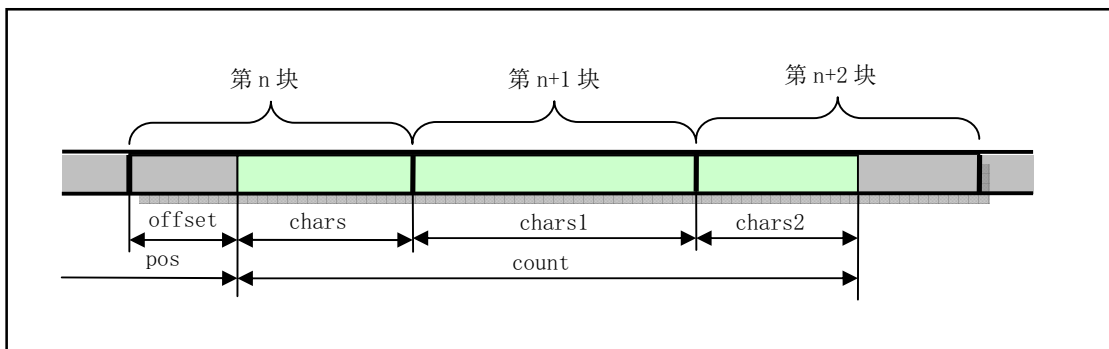 第 n 块 第 n+1 块 第 n+2 块
offset chars chars1 chars2
pos count